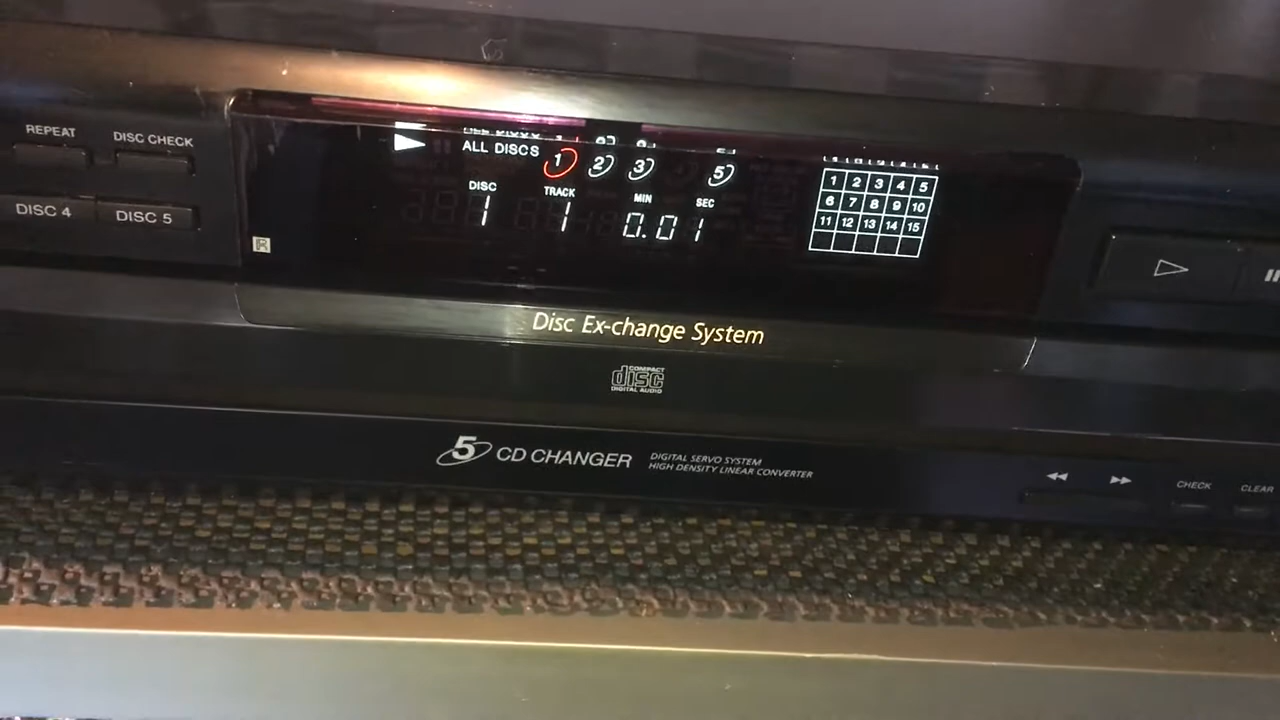 REPEAT
DISC CHECK
DISC 4
DISC 5
ALL DISCS 1 2 3 5
DISC TRACK MIN SEC
1 1 0.01
1 2 3 4 5
6 7 8 9 10
11 12 13 14 15
R
Disc Ex-change System
COMPACT
disc
DIGITAL AUDIO
5 CD CHANGER
DIGITAL SERVO SYSTEM
HIGH DENSITY LINEAR CONVERTER
CHECK
CLEAR